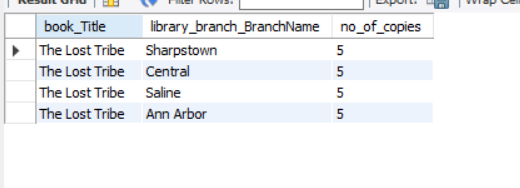 Result Grid Filter Rows: Export: Wrap Cel
book_Title library_branch_BranchName no_of_copies
The Lost Tribe Sharpstown 5
The Lost Tribe Central 5
The Lost Tribe Saline 5
The Lost Tribe Ann Arbor 5